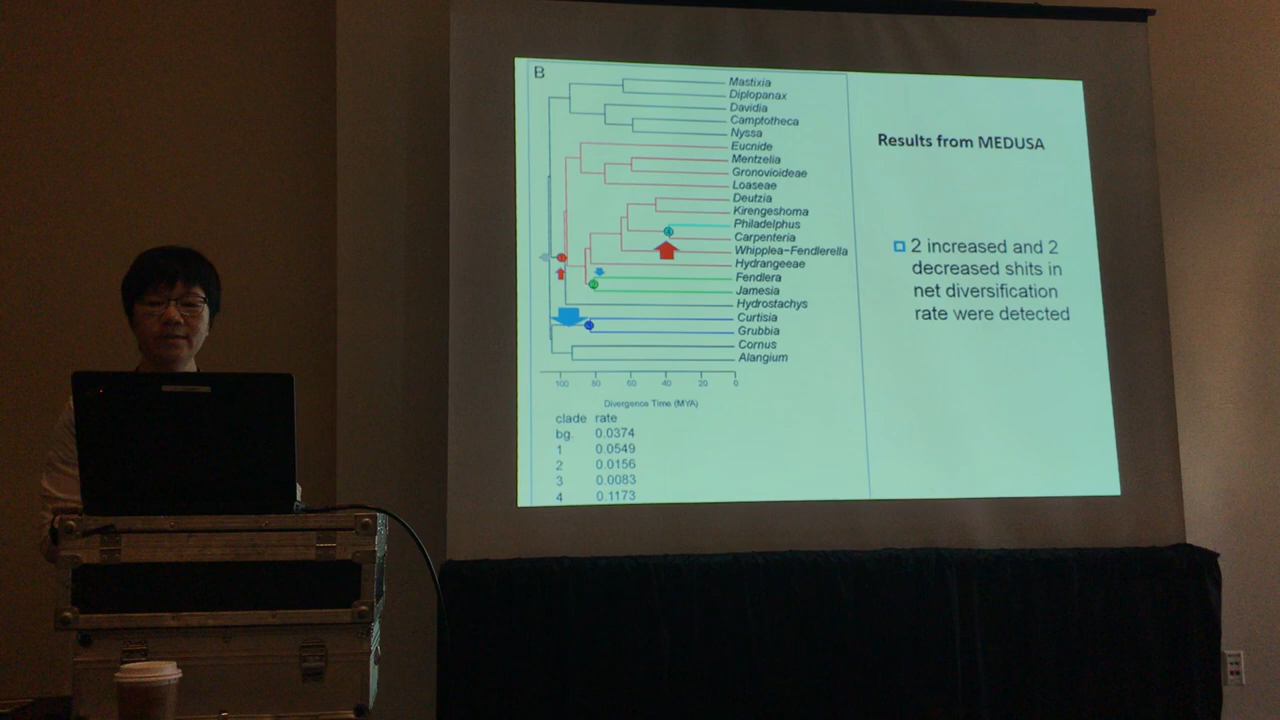 B
Mastixia
Diplopanax
Davidia
Camptotheca
Nyssa
Eucnide
Mentzelia
Gronovioideae
Loaseae
Deutzia
Kirengeshoma
Philadelphus
Carpenteria
Whipplea-Fendlerella
Hydrangeeae
Fendlera
Jamesia
Hydrostachys
Curtisia
Grubbia
Cornus
Alangium
4
100 80 60 40 20 0
Divergence Time (MYA)
clade rate
bg. 0.0374
1 0.0549
2 0.0156
3 0.0083
4 0.1173
Results from MEDUSA
2 increased and 2
decreased shits in
net diversification
rate were detected